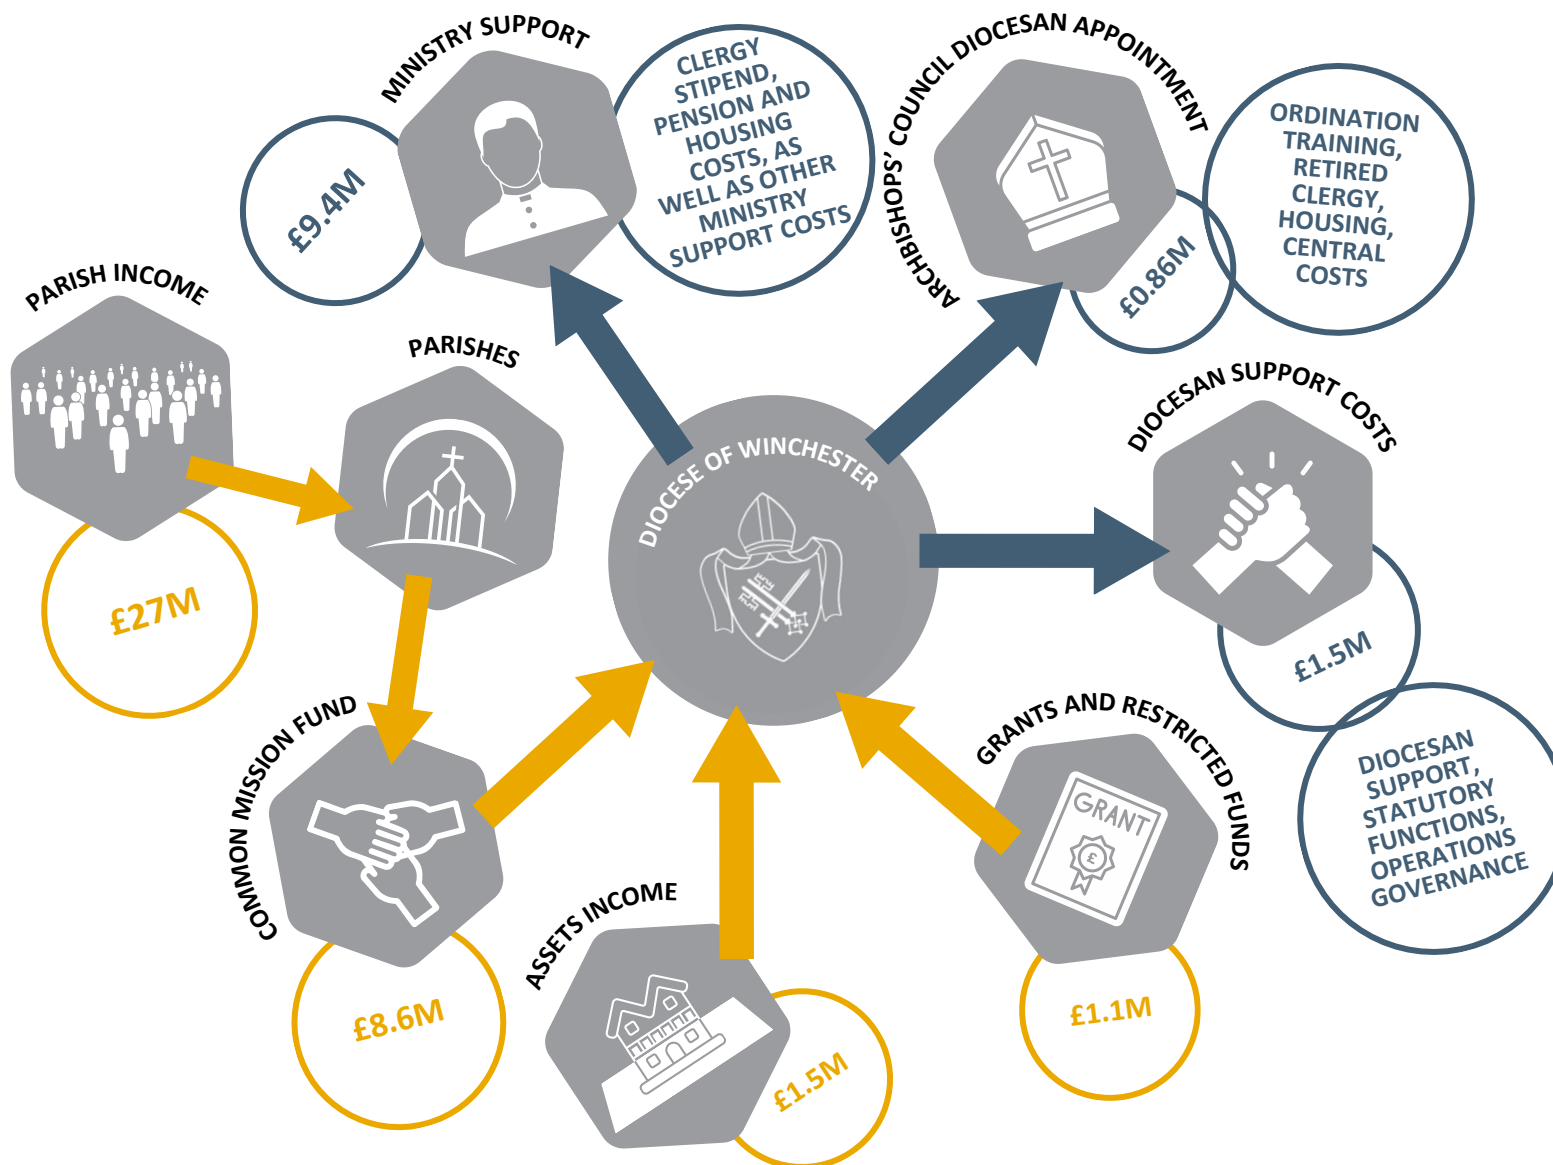 MINISTRY SUPPORT
£9.4M
CLERGY
STIPEND,
PENSION AND
HOUSING
COSTS, AS
WELL AS OTHER
MINISTRY
SUPPORT COSTS
ARCHBISHOPS' COUNCIL DIOCESAN APPOINTMENT
£0.86M
ORDINATION
TRAINING,
RETIRED
CLERGY,
HOUSING,
CENTRAL
COSTS
PARISH INCOME
£27M
PARISHES
DIOCESE OF WINCHESTER
DIOCESAN SUPPORT COSTS
£1.5M
DIOCESAN
SUPPORT,
STATUTORY
FUNCTIONS,
OPERATIONS
GOVERNANCE
COMMON MISSION FUND
£8.6M
ASSETS INCOME
£1.5M
GRANTS AND RESTRICTED FUNDS
GRANT
£
£1.1M